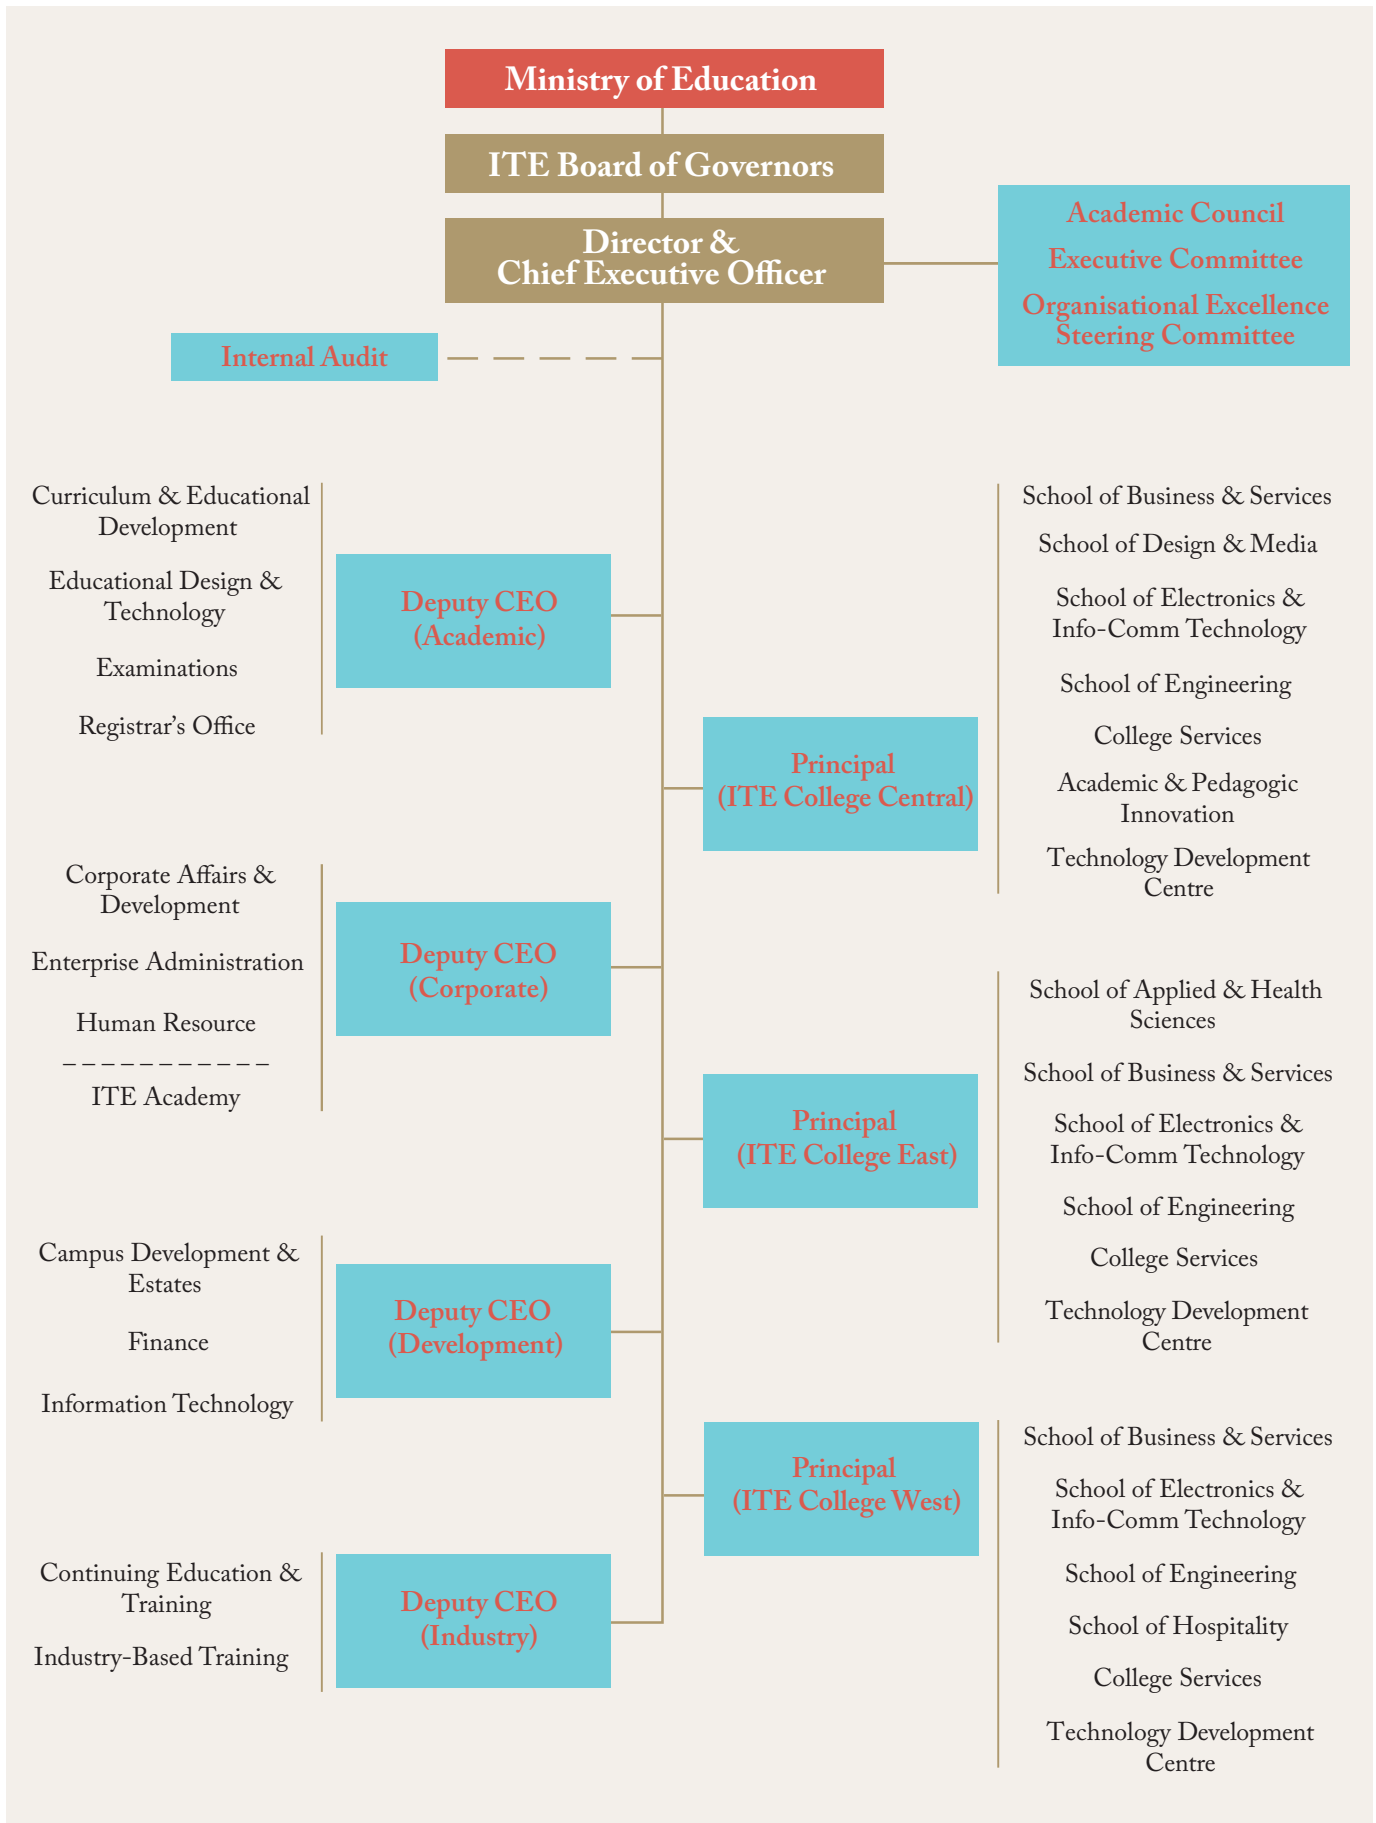 Ministry of Education
ITE Board of Governors
Director &
Chief Executive Officer
Academic Council
Executive Committee
Organisational Excellence
Steering Committee
Internal Audit
Curriculum & Educational
Development
Educational Design &
Technology
Examinations
Registrar’s Office
Deputy CEO
(Academic)
Principal
(ITE College Central)
School of Business & Services
School of Design & Media
School of Electronics &
Info-Comm Technology
School of Engineering
College Services
Academic & Pedagogic
Innovation
Technology Development
Centre
Corporate Affairs &
Development
Enterprise Administration
Human Resource
ITE Academy
Deputy CEO
(Corporate)
Principal
(ITE College East)
School of Applied & Health
Sciences
School of Business & Services
School of Electronics &
Info-Comm Technology
School of Engineering
College Services
Technology Development
Centre
Campus Development &
Estates
Finance
Information Technology
Deputy CEO
(Development)
Principal
(ITE College West)
School of Business & Services
School of Electronics &
Info-Comm Technology
School of Engineering
School of Hospitality
College Services
Technology Development
Centre
Continuing Education &
Training
Industry-Based Training
Deputy CEO
(Industry)